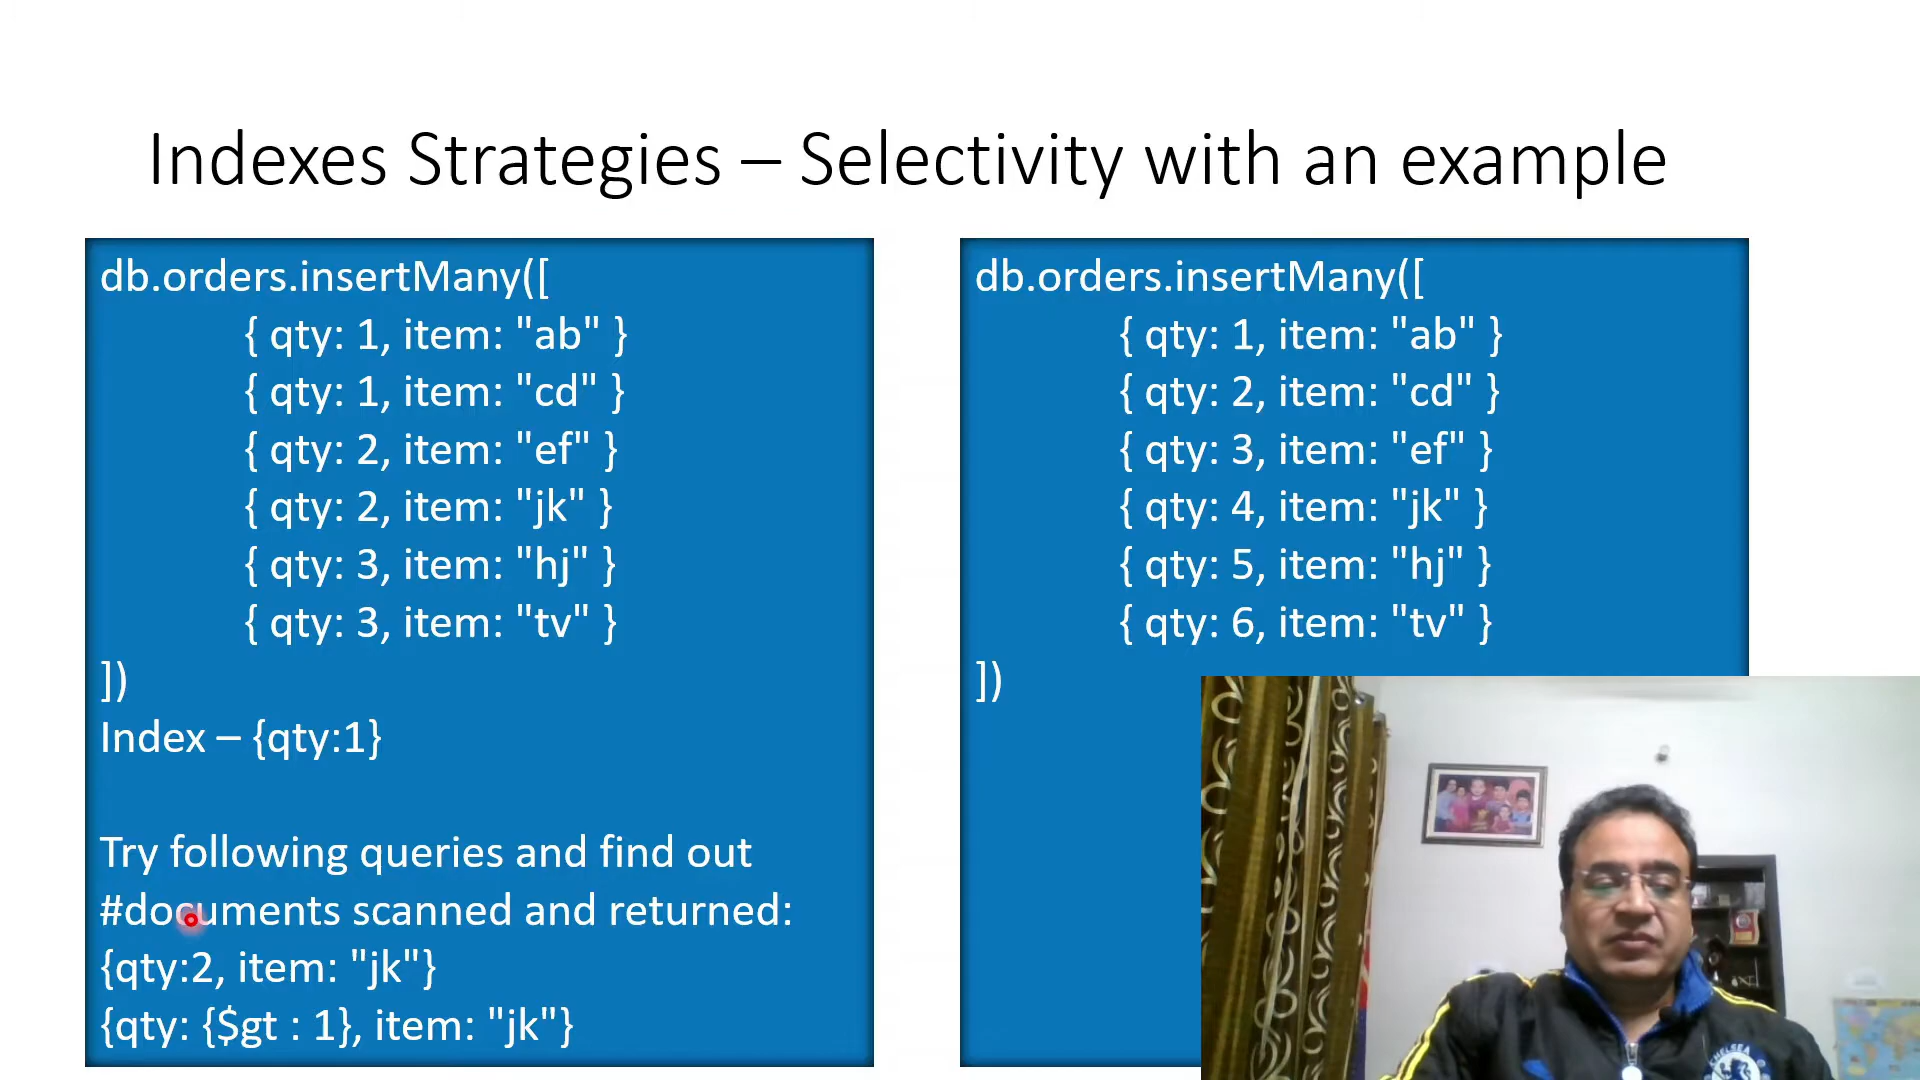 Indexes Strategies – Selectivity with an example
db.orders.insertMany([
{ qty: 1, item: "ab" }
{ qty: 1, item: "cd" }
{ qty: 2, item: "ef" }
{ qty: 2, item: "jk" }
{ qty: 3, item: "hj" }
{ qty: 3, item: "tv" }
])
Index – {qty:1}
Try following queries and find out
#documents scanned and returned:
{qty:2, item: "jk"}
{qty: {$gt : 1}, item: "jk"}
db.orders.insertMany([
{ qty: 1, item: "ab" }
{ qty: 2, item: "cd" }
{ qty: 3, item: "ef" }
{ qty: 4, item: "jk" }
{ qty: 5, item: "hj" }
{ qty: 6, item: "tv" }
])
CHELSEA